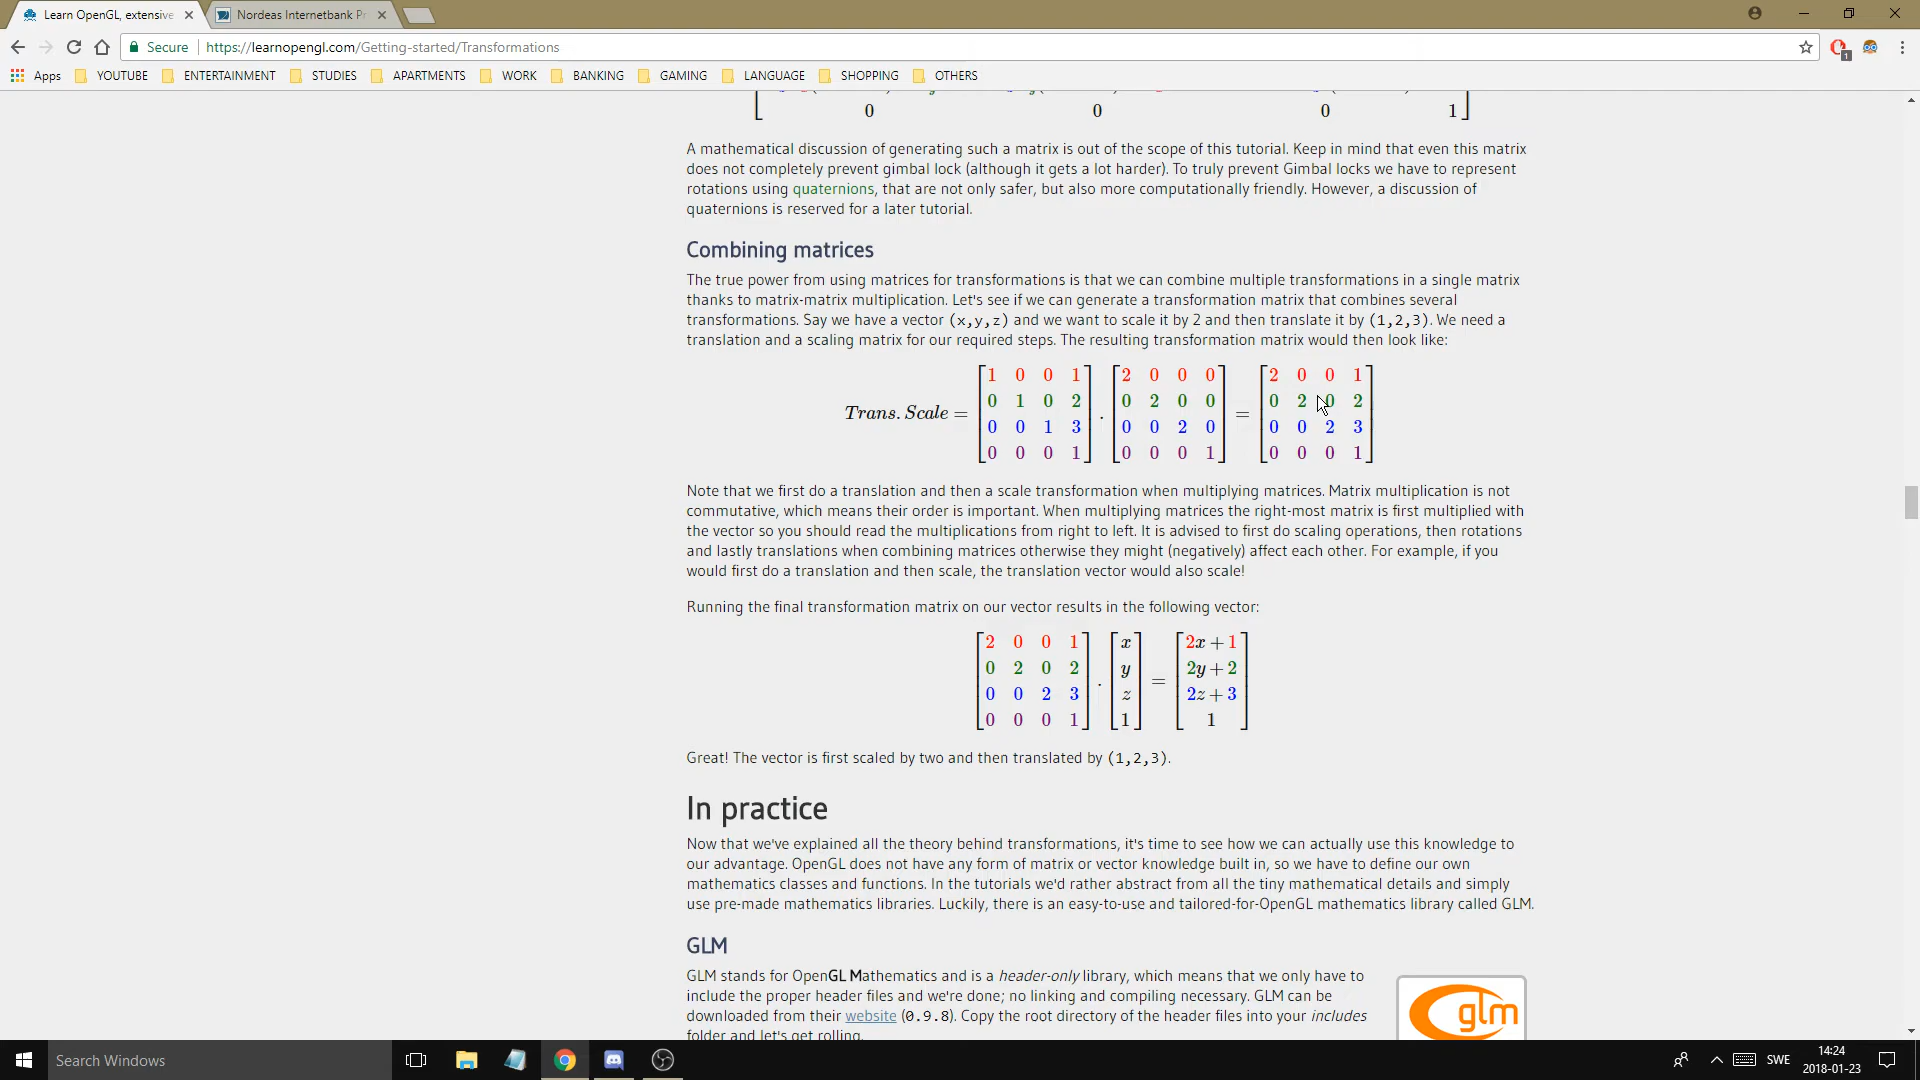 Learn OpenGL, extensive
Nordeas Internetbank Pr
Secure
https://learnopengl.com/Getting-started/Transformations
1
Apps YOUTUBE ENTERTAINMENT STUDIES APARTMENTS WORK BANKING GAMING LANGUAGE SHOPPING OTHERS
0 0 0 1
A mathematical discussion of generating such a matrix is out of the scope of this tutorial. Keep in mind that even this matrix
does not completely prevent gimbal lock (although it gets a lot harder). To truly prevent Gimbal locks we have to represent
rotations using quaternions, that are not only safer, but also more computationally friendly. However, a discussion of
quaternions is reserved for a later tutorial.
Combining matrices
The true power from using matrices for transformations is that we can combine multiple transformations in a single matrix
thanks to matrix-matrix multiplication. Let's see if we can generate a transformation matrix that combines several
transformations. Say we have a vector (x,y,z) and we want to scale it by 2 and then translate it by (1,2,3). We need a
translation and a scaling matrix for our required steps. The resulting transformation matrix would then look like:
1 0 0 1 2 0 0 0 2 0 0 1
0 1 0 2 0 2 0 0 0 2 0 2
Trans.Scale = . =
0 0 1 3 0 0 2 0 0 0 2 3
0 0 0 1 0 0 0 1 0 0 0 1
Note that we first do a translation and then a scale transformation when multiplying matrices. Matrix multiplication is not
commutative, which means their order is important. When multiplying matrices the right-most matrix is first multiplied with
the vector so you should read the multiplications from right to left. It is advised to first do scaling operations, then rotations
and lastly translations when combining matrices otherwise they might (negatively) affect each other. For example, if you
would first do a translation and then scale, the translation vector would also scale!
Running the final transformation matrix on our vector results in the following vector:
2 0 0 1 x 2x + 1
0 2 0 2 y 2y + 2
. =
0 0 2 3 z 2z + 3
0 0 0 1 1 1
Great! The vector is first scaled by two and then translated by (1,2,3).
In practice
Now that we've explained all the theory behind transformations, it's time to see how we can actually use this knowledge to
our advantage. OpenGL does not have any form of matrix or vector knowledge built in, so we have to define our own
mathematics classes and functions. In the tutorials we'd rather abstract from all the tiny mathematical details and simply
use pre-made mathematics libraries. Luckily, there is an easy-to-use and tailored-for-OpenGL mathematics library called GLM.
GLM
GLM stands for OpenGL Mathematics and is a header-only library, which means that we only have to
include the proper header files and we're done; no linking and compiling necessary. GLM can be
downloaded from their website (0.9.8). Copy the root directory of the header files into your includes
folder and let's get rolling.
glm
Search Windows
SWE
14:24
2018-01-23